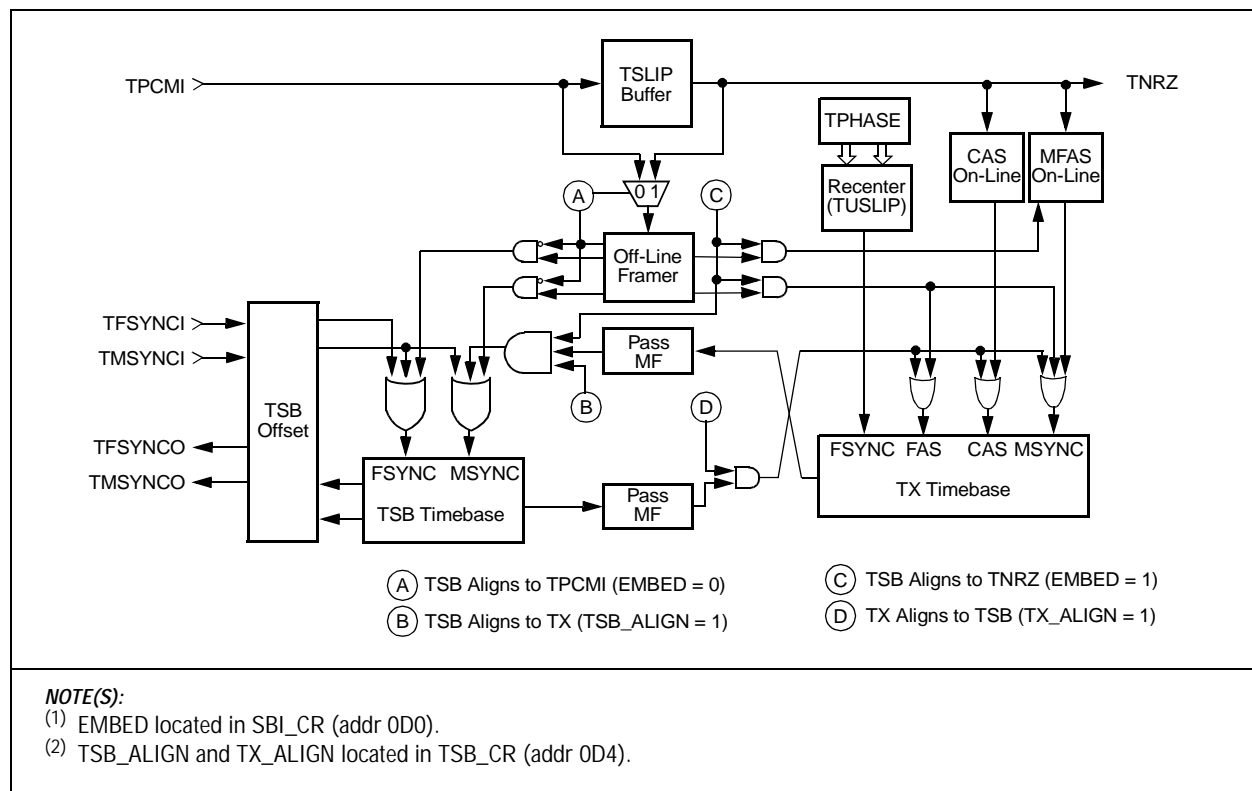 TPCMI
TSLIP
Buffer
TNRZ
TPHASE
CAS
On-Line
MFAS
On-Line
Recenter
(TUSLIP)
A
0 1
C
Off-Line
Framer
TFSYNCI
TMSYNCI
Pass
MF
B
D
TSB
Offset
TFSYNCO
TMSYNCO
FSYNC MSYNC
TSB Timebase
Pass
MF
FSYNC FAS CAS MSYNC
TX Timebase
A TSB Aligns to TPCMI (EMBED = 0)
B TSB Aligns to TX (TSB_ALIGN = 1)
C TSB Aligns to TNRZ (EMBED = 1)
D TX Aligns to TSB (TX_ALIGN = 1)
NOTE(S):
(1) EMBED located in SBI_CR (addr 0D0).
(2) TSB_ALIGN and TX_ALIGN located in TSB_CR (addr 0D4).